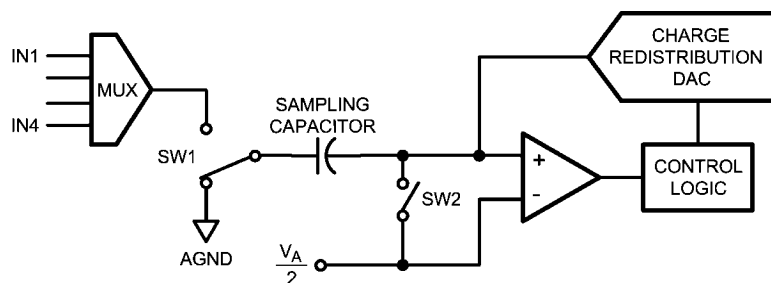 IN1
IN4
MUX
SW1
AGND
SAMPLING
CAPACITOR
SW2
V_A
2
+
-
CHARGE
REDISTRIBUTION
DAC
CONTROL
LOGIC